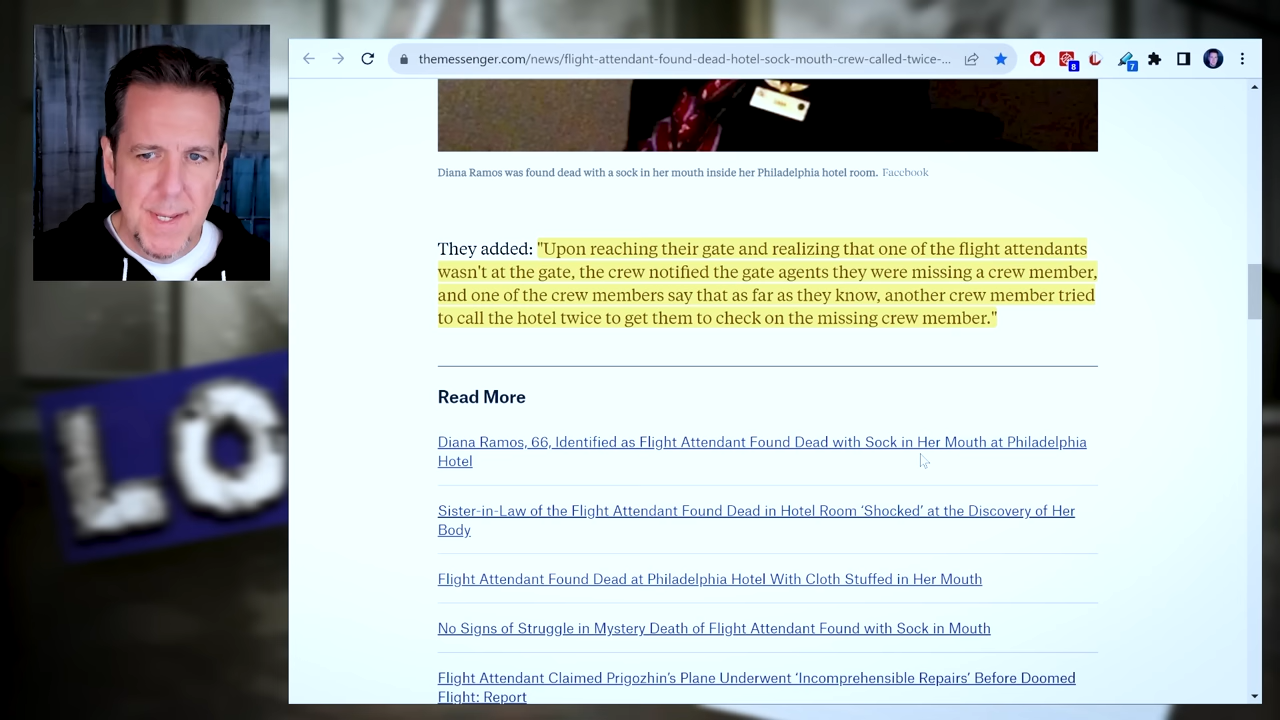 themessenger.com/news/flight-attendant-found-dead-hotel-sock-mouth-crew-called-twice-...
8
7
Diana Ramos was found dead with a sock in her mouth inside her Philadelphia hotel room. Facebook
They added: "Upon reaching their gate and realizing that one of the flight attendants
wasn't at the gate, the crew notified the gate agents they were missing a crew member,
and one of the crew members say that as far as they know, another crew member tried
to call the hotel twice to get them to check on the missing crew member."
Read More
Diana Ramos, 66, Identified as Flight Attendant Found Dead with Sock in Her Mouth at Philadelphia
Hotel
Sister-in-Law of the Flight Attendant Found Dead in Hotel Room ‘Shocked’ at the Discovery of Her
Body
Flight Attendant Found Dead at Philadelphia Hotel With Cloth Stuffed in Her Mouth
No Signs of Struggle in Mystery Death of Flight Attendant Found with Sock in Mouth
Flight Attendant Claimed Prigozhin’s Plane Underwent ‘Incomprehensible Repairs’ Before Doomed
Flight: Report
LO